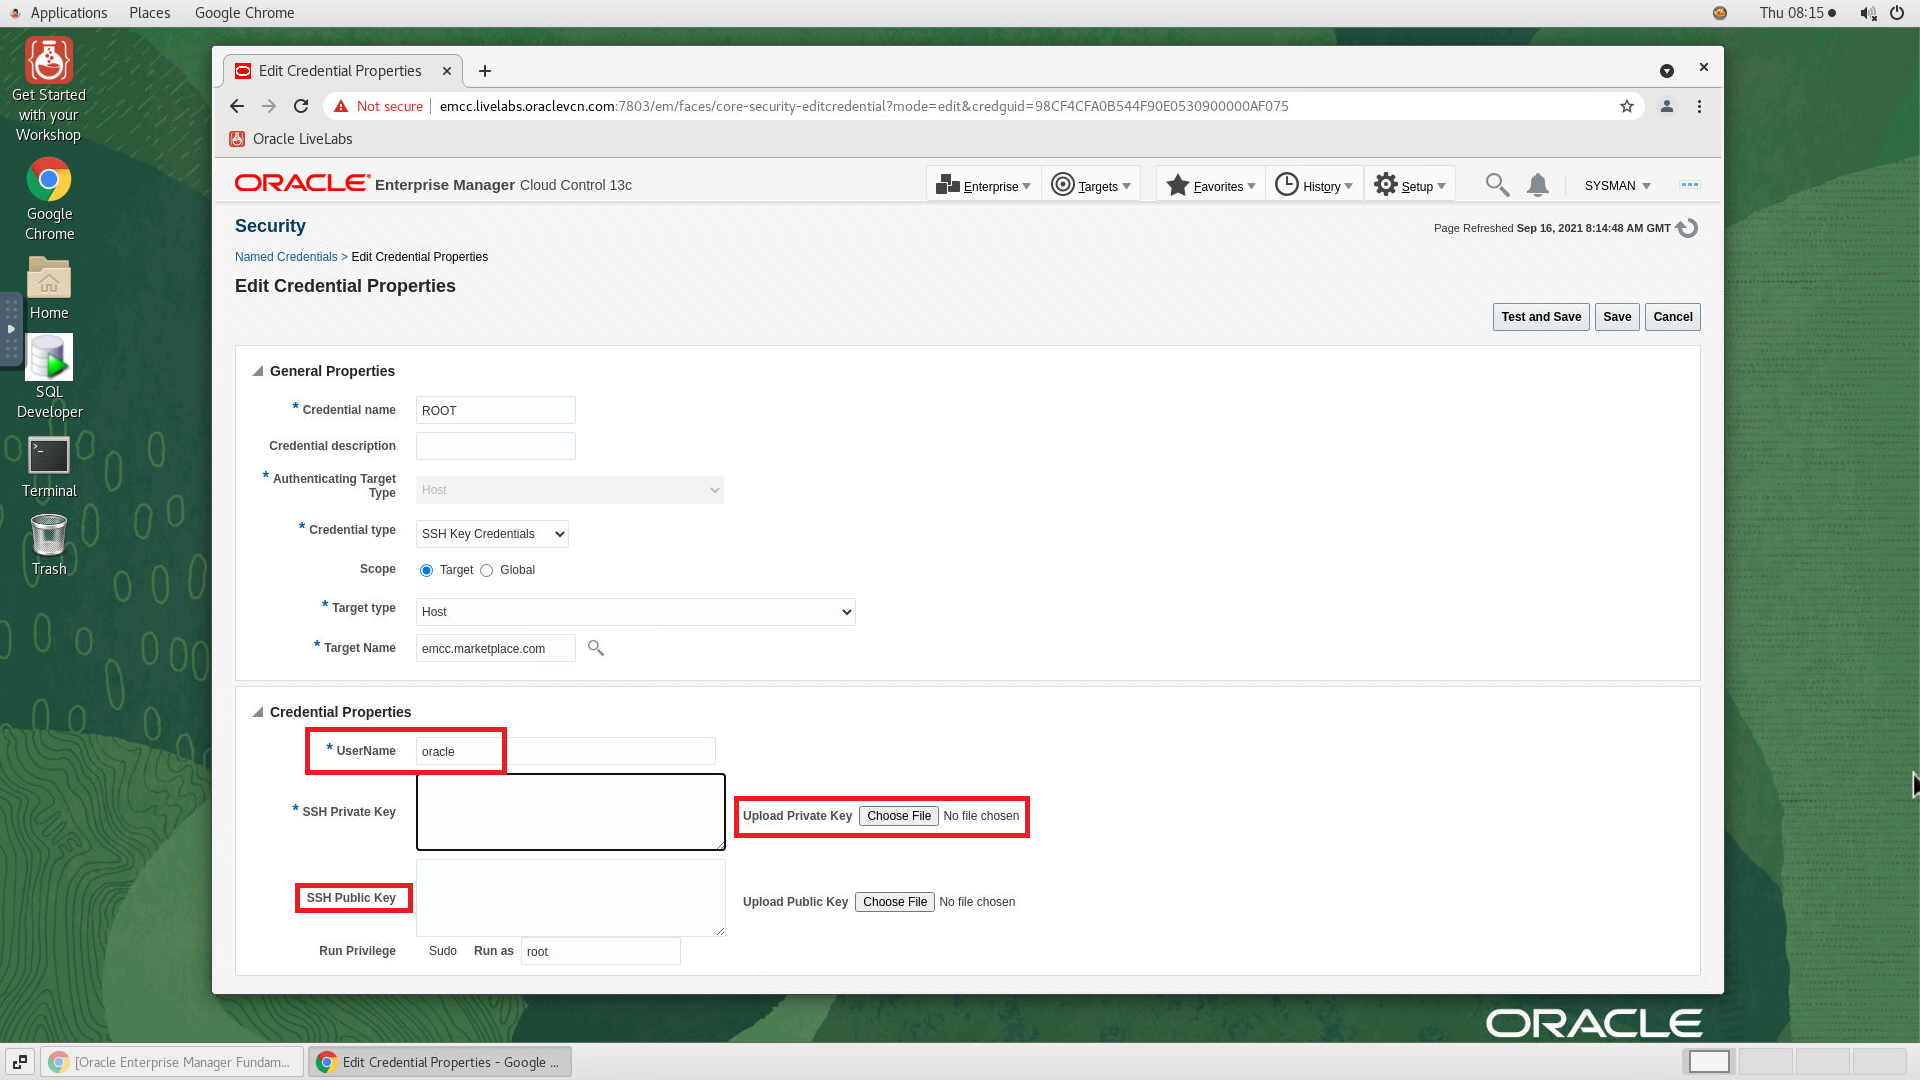 Applications Places Google Chrome Thu 08:15
Get Started
with your
Workshop
Google
Chrome
Home
SQL
Developer
Terminal
Trash
Edit Credential Properties
Not secure emcc.livelabs.oraclevcn.com:7803/em/faces/core-security-editcredential?mode=edit&credguid=98CF4CFA0B544F90E0530900000AF075
Oracle LiveLabs
ORACLE Enterprise Manager Cloud Control 13c Enterprise Targets Favorites History Setup SYSMAN
Security
Page Refreshed Sep 16, 2021 8:14:48 AM GMT
Named Credentials > Edit Credential Properties
Edit Credential Properties
Test and Save Save Cancel
General Properties
* Credential name ROOT
Credential description
* Authenticating Target
Type Host
* Credential type SSH Key Credentials
Scope Target Global
* Target type Host
* Target Name emcc.marketplace.com
Credential Properties
* UserName oracle
* SSH Private Key Upload Private Key Choose File No file chosen
SSH Public Key Upload Public Key Choose File No file chosen
Run Privilege Sudo Run as root
ORACLE
[Oracle Enterprise Manager Fundam... Edit Credential Properties - Google ...